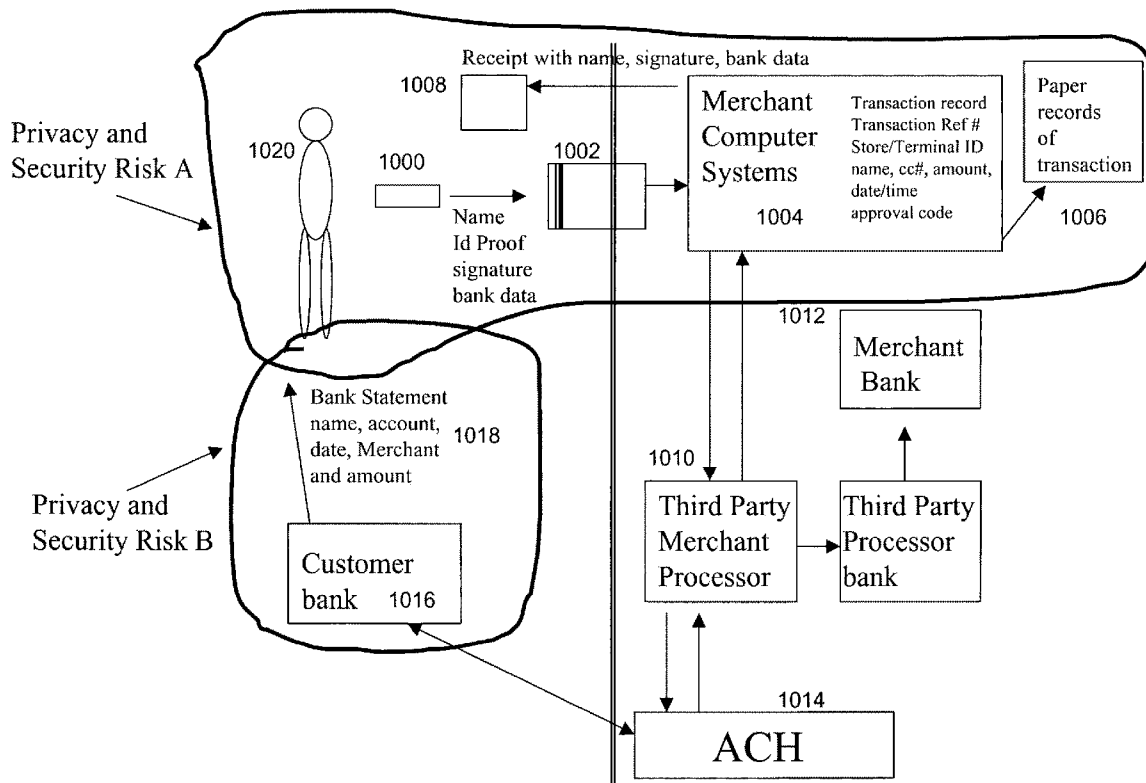 Receipt with name, signature, bank data
1008
Merchant
Computer
Systems
1004
Transaction record
Transaction Ref #
Store/Terminal ID
name, cc#, amount,
date/time
approval code
Paper
records
of
transaction
1006
Privacy and
Security Risk A
1020
1000
1002
Name
Id Proof
signature
bank data
1012
Merchant
Bank
Bank Statement
name, account,
date, Merchant
and amount
1018
1010
Privacy and
Security Risk B
Third Party
Merchant
Processor
Third Party
Processor
bank
Customer
bank
1016
1014
ACH